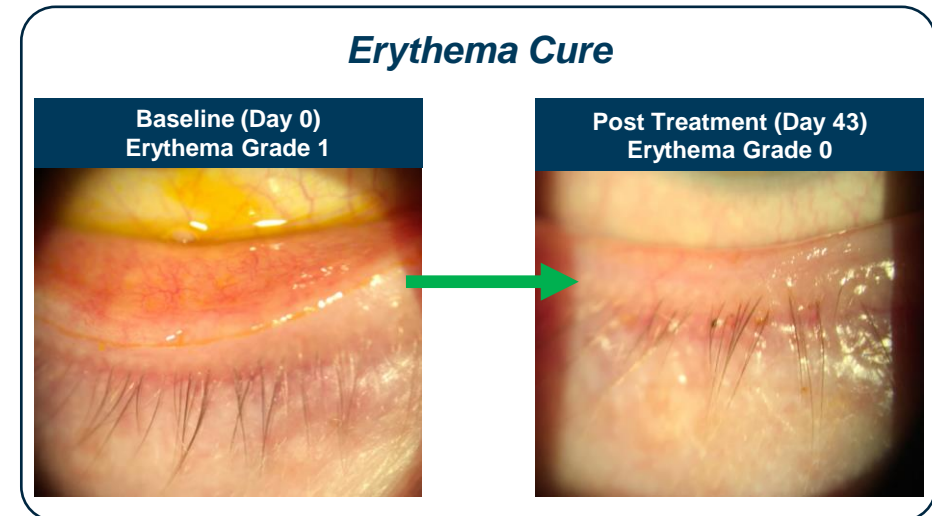 Erythema Cure
Baseline (Day 0)
Erythema Grade 1
Post Treatment (Day 43)
Erythema Grade 0